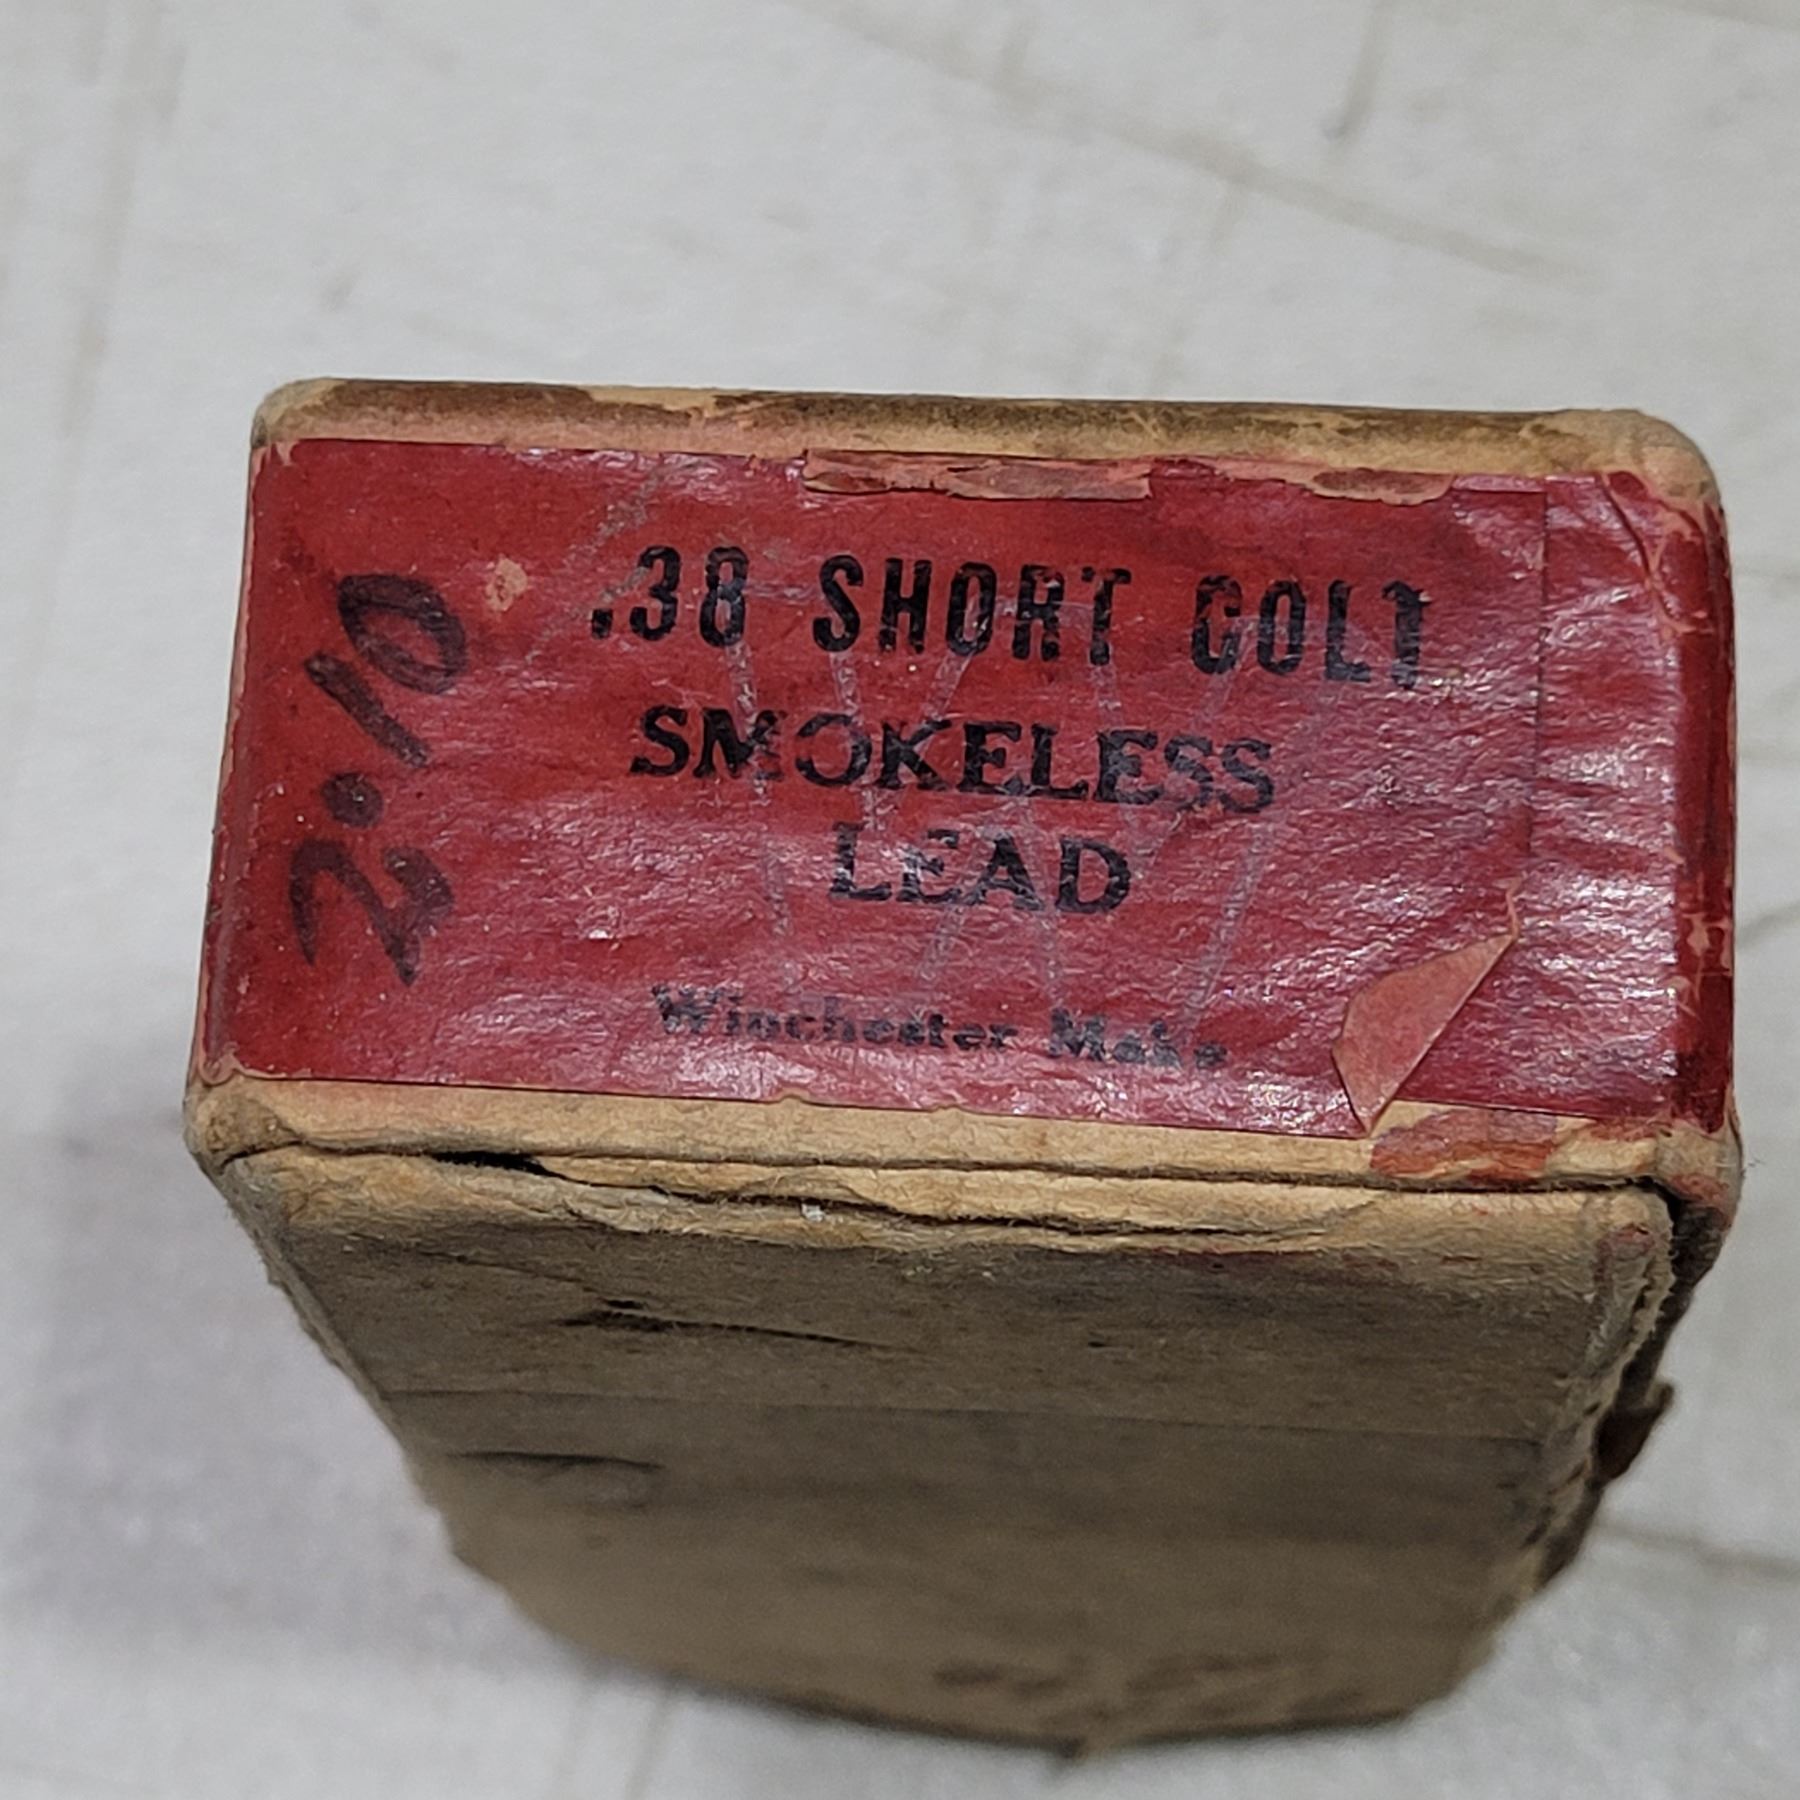 .38 SHORT COLT
SMOKELESS
LEAD
Winchester Make
2.10